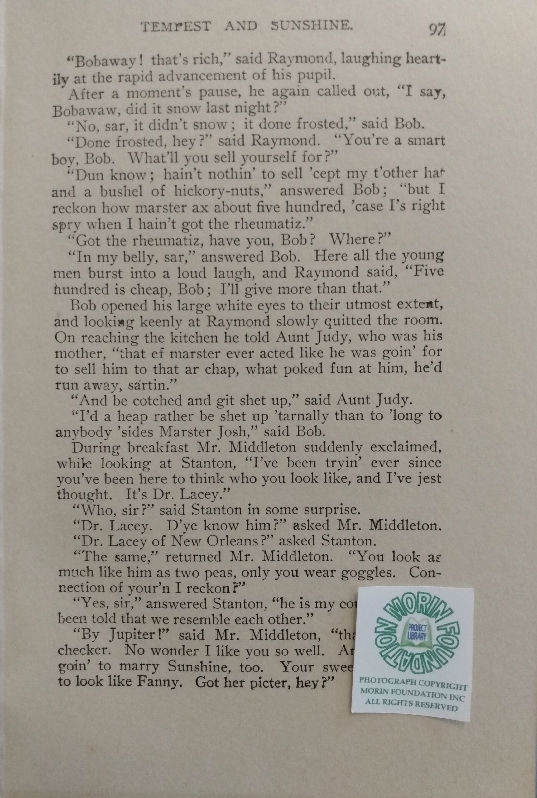 TEMPEST AND SUNSHINE. 97
“Bobaway! that's rich,” said Raymond, laughing heart-
ily at the rapid advancement of his pupil.
After a moment's pause, he again called out, “I say,
Bobawaw, did it snow last night?”
“No, sar, it didn't snow; it done frosted,” said Bob.
“Done frosted, hey?” said Raymond. “You're a smart
boy, Bob. What'll you sell yourself for?”
“Dun know; hain't nothin' to sell 'cept my t'other hat
and a bushel of hickory-nuts,” answered Bob; “but I
reckon how marster ax about five hundred, 'case I's right
spry when I hain't got the rheumatiz.”
“Got the rheumatiz, have you, Bob? Where?”
“In my belly, sar,” answered Bob. Here all the young
men burst into a loud laugh, and Raymond said, “Five
hundred is cheap, Bob; I'll give more than that.”
Bob opened his large white eyes to their utmost extent,
and looking keenly at Raymond slowly quitted the room.
On reaching the kitchen he told Aunt Judy, who was his
mother, “that ef marster ever acted like he was goin' for
to sell him to that ar chap, what poked fun at him, he'd
run away, sartin.”
“And be cotched and git shet up,” said Aunt Judy.
“I'd a heap rather be shet up 'tarnally than to 'long to
anybody 'sides Marster Josh,” said Bob.
During breakfast Mr. Middleton suddenly exclaimed,
while looking at Stanton, “I've been tryin' ever since
you've been here to think who you look like, and I've jest
thought. It's Dr. Lacey.”
“Who, sir?” said Stanton in some surprise.
“Dr. Lacey. D'ye know him?” asked Mr. Middleton.
“Dr. Lacey of New Orleans?” asked Stanton.
“The same,” returned Mr. Middleton. “You look as
much like him as two peas, only you wear goggles. Con-
nection of your'n I reckon?”
“Yes, sir,” answered Stanton, “he is my
been told that we resemble each other.”
“By Jupiter!” said Mr. Middleton,
checker. No wonder I like you so well.
goin' to marry Sunshine, too. Your
to look like Fanny. Got her picter, hey?”
MORIN FOUNDATION
PROJECT
LIBRARY
PHOTOGRAPH COPYRIGHT
MORIN FOUNDATION INC
ALL RIGHTS RESERVED